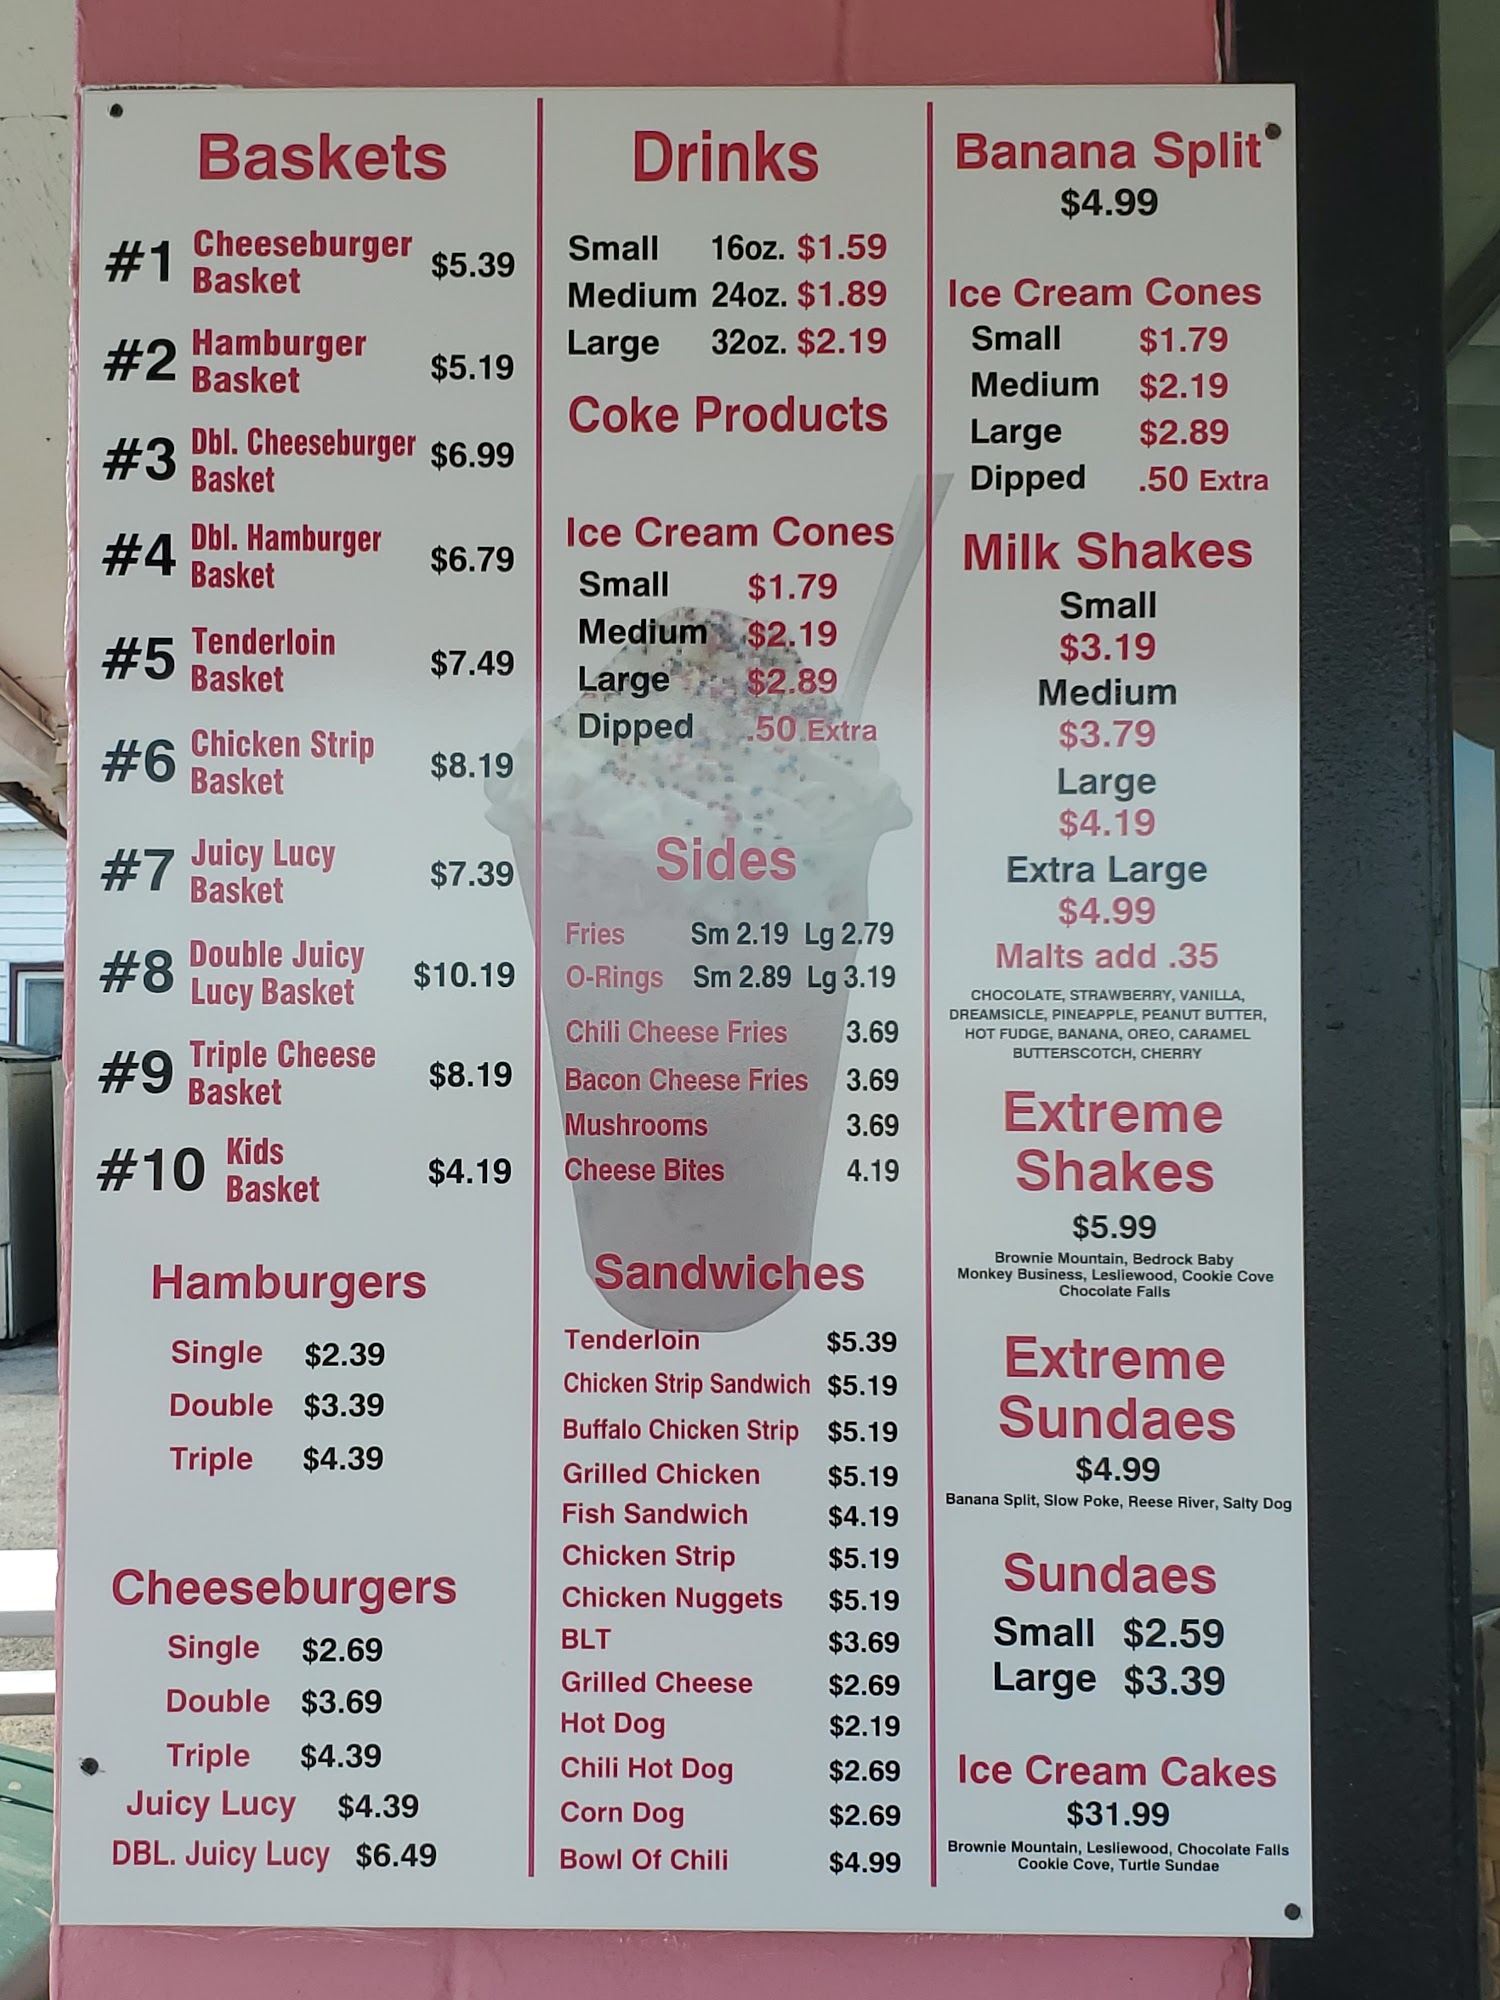 Baskets
#1 Cheeseburger
Basket $5.39
#2 Hamburger
Basket $5.19
#3 Dbl. Cheeseburger
Basket $6.99
#4 Dbl. Hamburger
Basket $6.79
#5 Tenderloin
Basket $7.49
#6 Chicken Strip
Basket $8.19
#7 Juicy Lucy
Basket $7.39
#8 Double Juicy
Lucy Basket $10.19
#9 Triple Cheese
Basket $8.19
#10 Kids
Basket $4.19
Hamburgers
Single $2.39
Double $3.39
Triple $4.39
Cheeseburgers
Single $2.69
Double $3.69
Triple $4.39
Juicy Lucy $4.39
DBL. Juicy Lucy $6.49
Drinks
Small 16oz. $1.59
Medium 24oz. $1.89
Large 32oz. $2.19
Coke Products
Ice Cream Cones
Small $1.79
Medium $2.19
Large $2.89
Dipped .50 Extra
Sides
Fries Sm 2.19 Lg 2.79
O-Rings Sm 2.89 Lg 3.19
Chili Cheese Fries 3.69
Bacon Cheese Fries 3.69
Mushrooms 3.69
Cheese Bites 4.19
Sandwiches
Tenderloin $5.39
Chicken Strip Sandwich $5.19
Buffalo Chicken Strip $5.19
Grilled Chicken $5.19
Fish Sandwich $4.19
Chicken Strip $5.19
Chicken Nuggets $5.19
BLT $3.69
Grilled Cheese $2.69
Hot Dog $2.19
Chili Hot Dog $2.69
Corn Dog $2.69
Bowl Of Chili $4.99
Banana Split
$4.99
Ice Cream Cones
Small $1.79
Medium $2.19
Large $2.89
Dipped .50 Extra
Milk Shakes
Small
$3.19
Medium
$3.79
Large
$4.19
Extra Large
$4.99
Malts add .35
CHOCOLATE, STRAWBERRY, VANILLA,
DREAMSICLE, PINEAPPLE, PEANUT BUTTER,
HOT FUDGE, BANANA, OREO, CARAMEL
BUTTERSCOTCH, CHERRY
Extreme
Shakes
$5.99
Brownie Mountain, Bedrock Baby
Monkey Business, Lesliewood, Cookie Cove
Chocolate Falls
Extreme
Sundaes
$4.99
Banana Split, Slow Poke, Reese River, Salty Dog
Sundaes
Small $2.59
Large $3.39
Ice Cream Cakes
$31.99
Brownie Mountain, Lesliewood, Chocolate Falls
Cookie Cove, Turtle Sundae